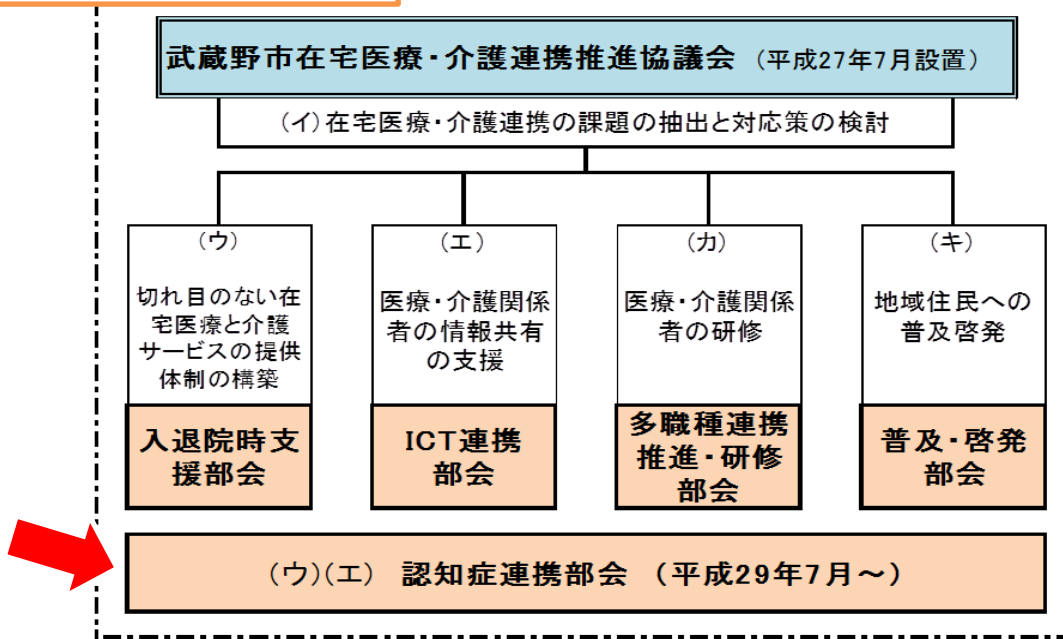 武蔵野市在宅医療・介護連携推進協議会 (平成27年7月設置)
(イ)在宅医療・介護連携の課題の抽出と対応策の検討
(ウ)
切れ目のない在
宅医療と介護
サービスの提供
体制の構築
入退院時支
援部会
(エ)
医療・介護関係
者の情報共有
の支援
ICT連携
部会
(カ)
医療・介護関係
者の研修
多職種連携
推進・研修
部会
(キ)
地域住民への
普及啓発
普及・啓発
部会
(ウ)(エ) 認知症連携部会 (平成29年7月～)